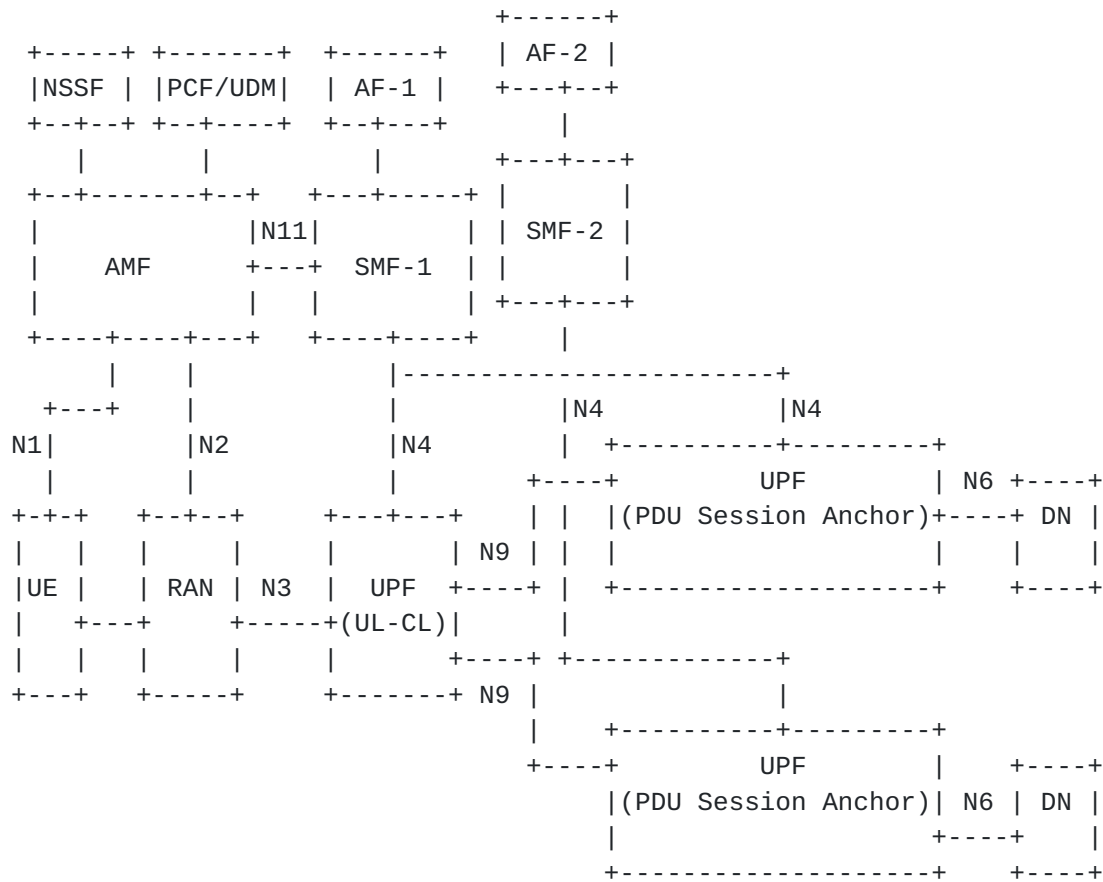 +------+
 +-----+ +-------+  +------+   | AF-2 |
 |NSSF | |PCF/UDM|  | AF-1 |   +---+--+
 +--+--+ +--+----+  +--+---+       |
    |       |          |       +---+---+
 +--+-------+--+   +---+-----+ |       |
 |             |N11|         | | SMF-2 |
 |    AMF      +---+  SMF-1  | |       |
 |             |   |         | +---+---+
 +----+----+---+   +----+----+     |
      |    |            |------------------------+
  +---+    |            |          |N4           |N4
N1|        |N2          |N4        |  +----------+---------+
  |        |            |        +----+         UPF        | N6 +----+
+-+-+   +--+--+     +---+---+    | |  |(PDU Session Anchor)+----+ DN |
|   |   |     |     |       | N9 | |  |                    |    |    |
|UE |   | RAN | N3  |  UPF  +----+ |  +--------------------+    +----+
|   +---+     +-----+(UL-CL)|      |
|   |   |     |     |       +----+ +-------------+
+---+   +-----+     +-------+ N9 |               |
                                 |    +----------+---------+
                                 +----+         UPF        |    +----+
                                      |(PDU Session Anchor)| N6 | DN |
                                      |                    +----+    |
                                      +--------------------+    +----+